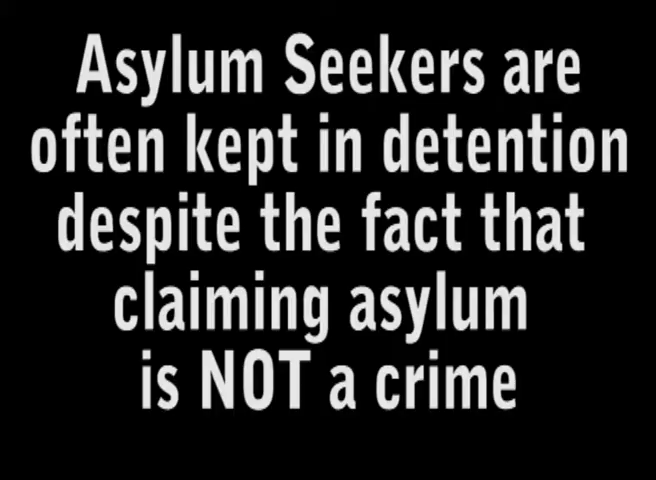 Asylum Seekers are
often kept in detention
despite the fact that
claiming asylum
is NOT a crime